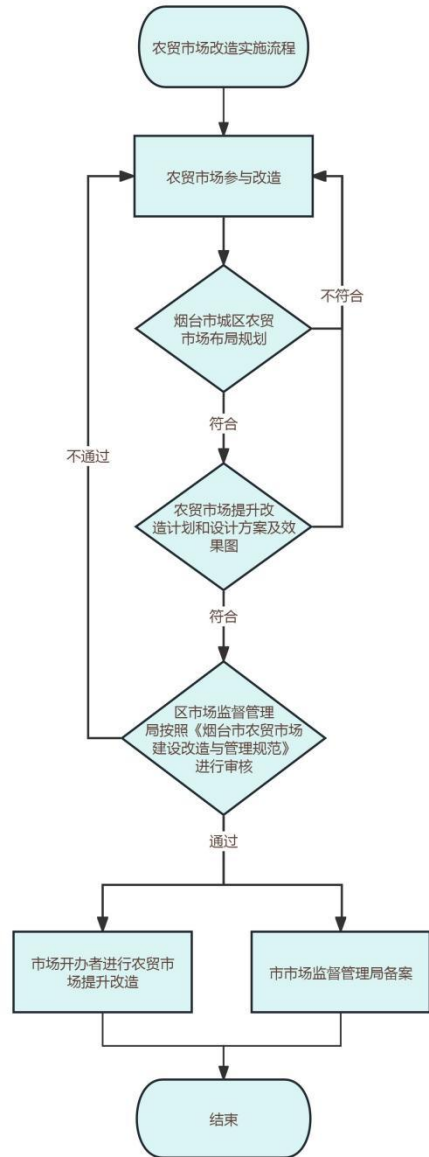 农贸市场改造实施流程
农贸市场参与改造
不符合
烟台市城区农贸
市场布局规划
符合
不通过
农贸市场提升改
造计划和设计方案及效
果图
符合
区市场监督管理
局按照《烟台市农贸市场
建设改造与管理规范》
进行审核
通过
市场开办者进行农贸市
场提升改造
市市场监督管理局备案
结束